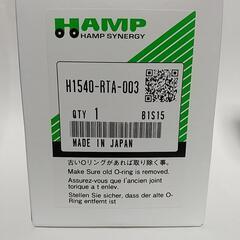 HAMP
HAMP SYNERGY
H1540-RTA-003
QTY 1 B1S15
MADE IN JAPAN
古いOリングがあれば取り除く事。
Make Sure old O-ring is removed.
Assurez-vous que l'ancien joint
torique a t enlev.
Stellen Sie sicher, dass der alte O-
Ring entfernt ist